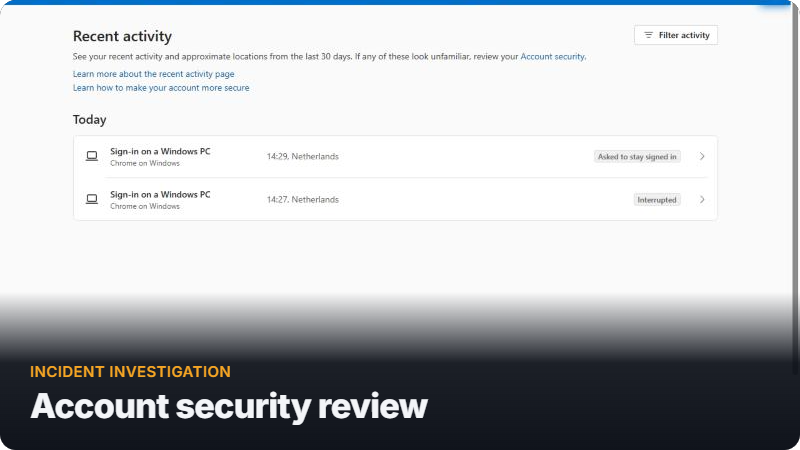 Recent activity
Filter activity
See your recent activity and approximate locations from the last 30 days. If any of these look unfamiliar, review your Account security.
Learn more about the recent activity page
Learn how to make your account more secure
Today
Sign-in on a Windows PC
Chrome on Windows
14:29, Netherlands
Asked to stay signed in
Sign-in on a Windows PC
Chrome on Windows
14:27, Netherlands
Interrupted
INCIDENT INVESTIGATION
Account security review